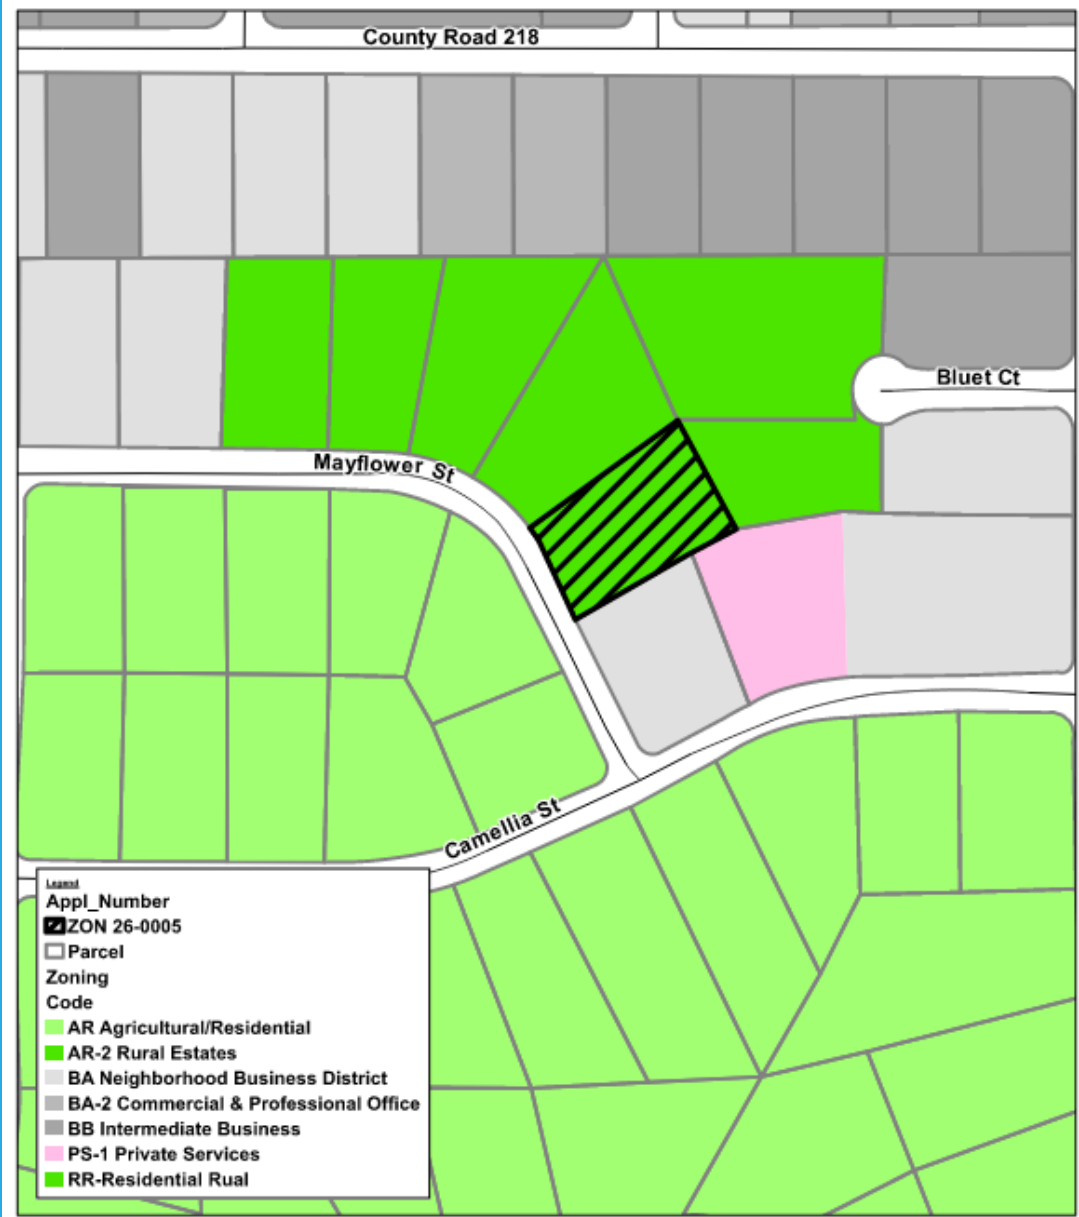 County Road 218
Bluet Ct
Mayflower St
Camellia St
Legend
Appl_Number
ZON 26-0005
Parcel
Zoning
Code
AR Agricultural/Residential
AR-2 Rural Estates
BA Neighborhood Business District
BA-2 Commercial & Professional Office
BB Intermediate Business
PS-1 Private Services
RR-Residential Rual